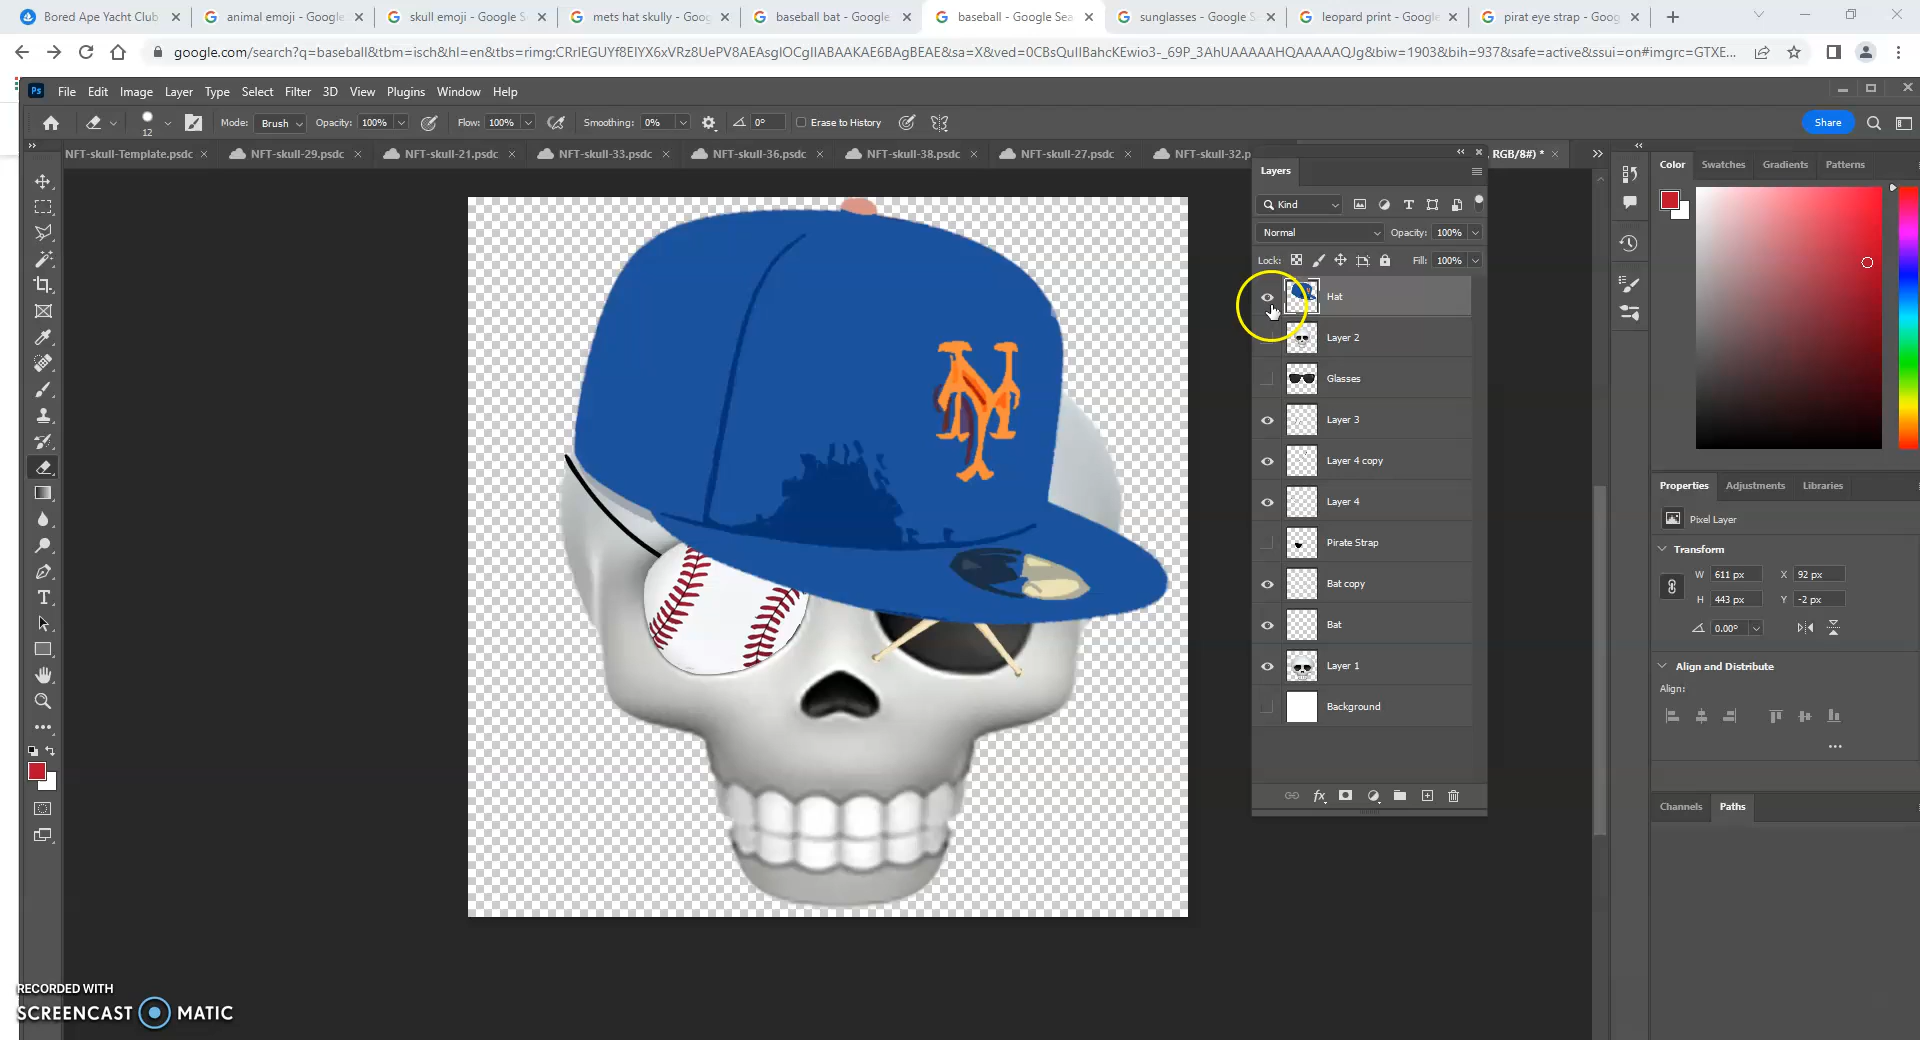 Bored Ape Yacht Club
animal emoji - Google
skull emoji - Google S
mets hat skully - Goog
baseball bat - Google
baseball - Google Sea
sunglasses - Google S
leopard print - Google
pirat eye strap - Goog
google.com/search?q=baseball&tbm=isch&hl=en&tbs=rimg:CRrlEGUYf8ElYX6xVRz8UePV8AEAsgIOCgIIABAAKAE6BAgBEAE&sa=X&ved=0CBsQuIIBahcKEwio3-_69P_3AhUAAAAAHQAAAAAQJg&biw=1903&bih=937&safe=active&ssui=on#imgrc=GTXE...
Ps File Edit Image Layer Type Select Filter 3D View Plugins Window Help
12 Mode: Brush Opacity: 100% Flow: 100% Smoothing: 0% 0° Erase to History Share
NFT-skull-Template.psdc NFT-skull-29.psdc NFT-skull-21.psdc NFT-skull-33.psdc NFT-skull-36.psdc NFT-skull-38.psdc NFT-skull-27.psdc NFT-skull-32.p RGB/8#) *
Layers
Kind
Normal Opacity: 100%
Lock: Fill: 100%
Hat
Layer 2
Glasses
Layer 3
Layer 4 copy
Layer 4
Pirate Strap
Bat copy
Bat
Layer 1
Background
fx
NY
Color Swatches Gradients Patterns
Properties Adjustments Libraries
Pixel Layer
Transform
W 611 px X 92 px
H 443 px Y -2 px
0.00°
Align and Distribute
Align:
Channels Paths
RECORDED WITH
SCREENCAST MATIC